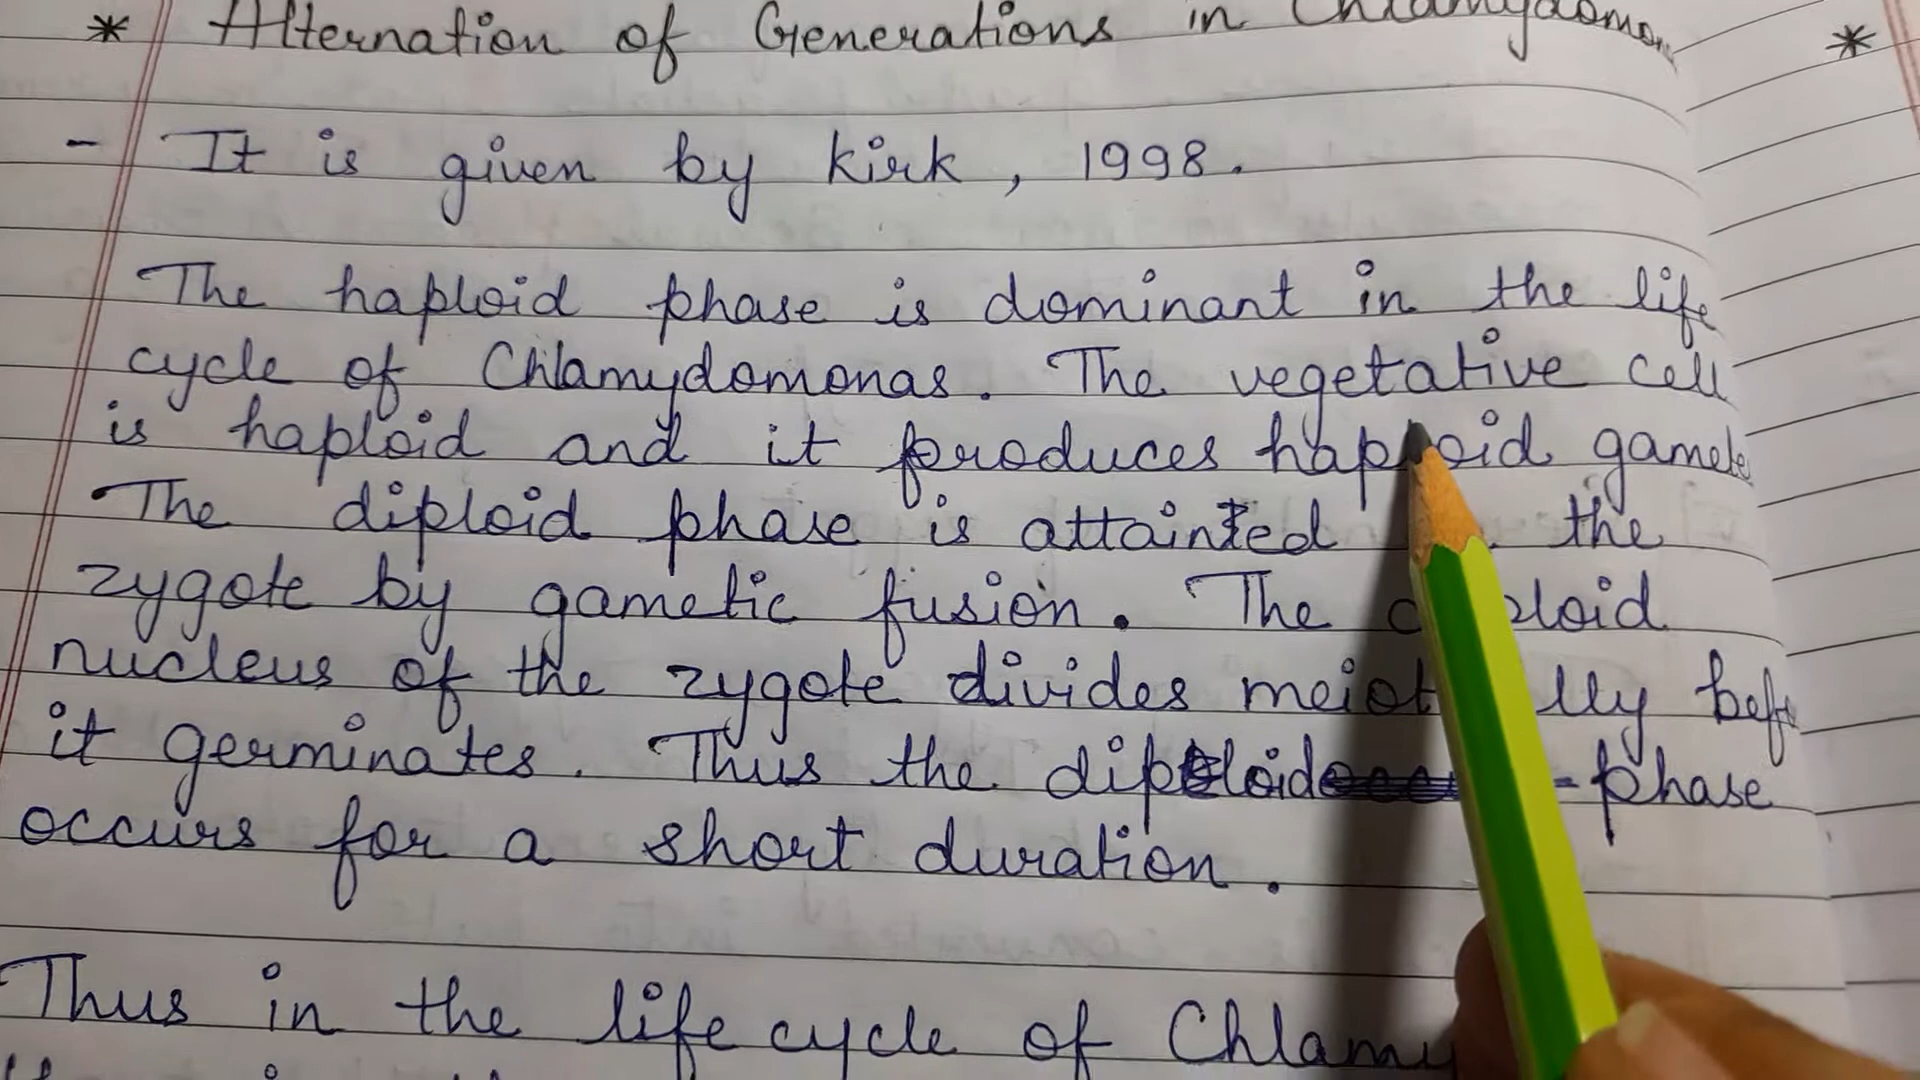 * Alternation of Generations in Chlamydomo
*
- It is given by Kirk, 1998.
The haploid phase is dominant in the life
cycle of Chlamydomonas. The vegetative cell
is haploid and it produces haploid gamete
The diploid phase is attainted the
zygote by gametic fusion. The
nucleus of the zygote divides
it germinates. Thus the diploid - phase
occurs for a short duration.
Thus in the life cycle of Chlamy